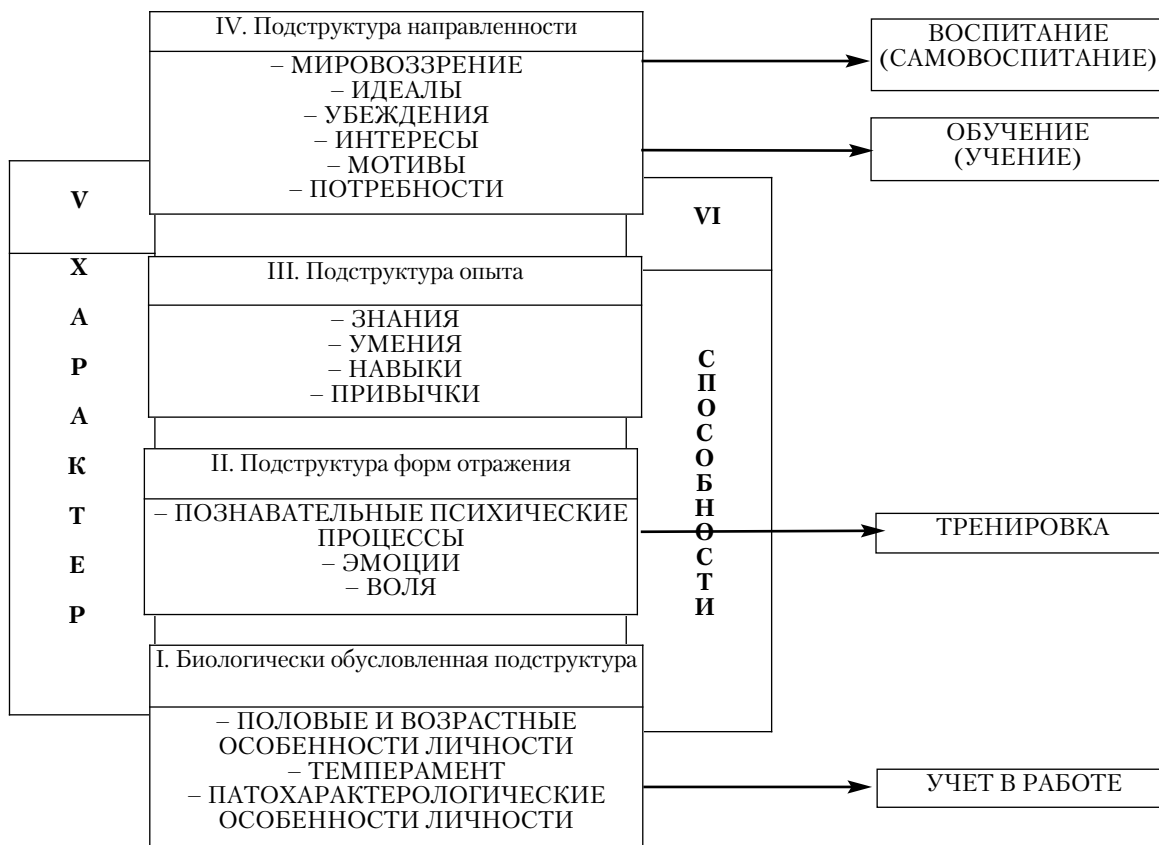 IV. Подструктура направленности
– МИРОВОЗЗРЕНИЕ
– ИДЕАЛЫ
– УБЕЖДЕНИЯ
– ИНТЕРЕСЫ
– МОТИВЫ
– ПОТРЕБНОСТИ
ВОСПИТАНИЕ
(САМОВОСПИТАНИЕ)
ОБУЧЕНИЕ
(УЧЕНИЕ)
V
Х
А
Р
А
К
Т
Е
Р
VI
С
П
О
С
О
Б
Н
О
С
Т
И
III. Подструктура опыта
– ЗНАНИЯ
– УМЕНИЯ
– НАВЫКИ
– ПРИВЫЧКИ
II. Подструктура форм отражения
– ПОЗНАВАТЕЛЬНЫЕ ПСИХИЧЕСКИЕ
ПРОЦЕССЫ
– ЭМОЦИИ
– ВОЛЯ
ТРЕНИРОВКА
I. Биологически обусловленная подструктура
– ПОЛОВЫЕ И ВОЗРАСТНЫЕ
ОСОБЕННОСТИ ЛИЧНОСТИ
– ТЕМПЕРАМЕНТ
– ПАТОХАРАКТЕРОЛОГИЧЕСКИЕ
ОСОБЕННОСТИ ЛИЧНОСТИ
УЧЕТ В РАБОТЕ